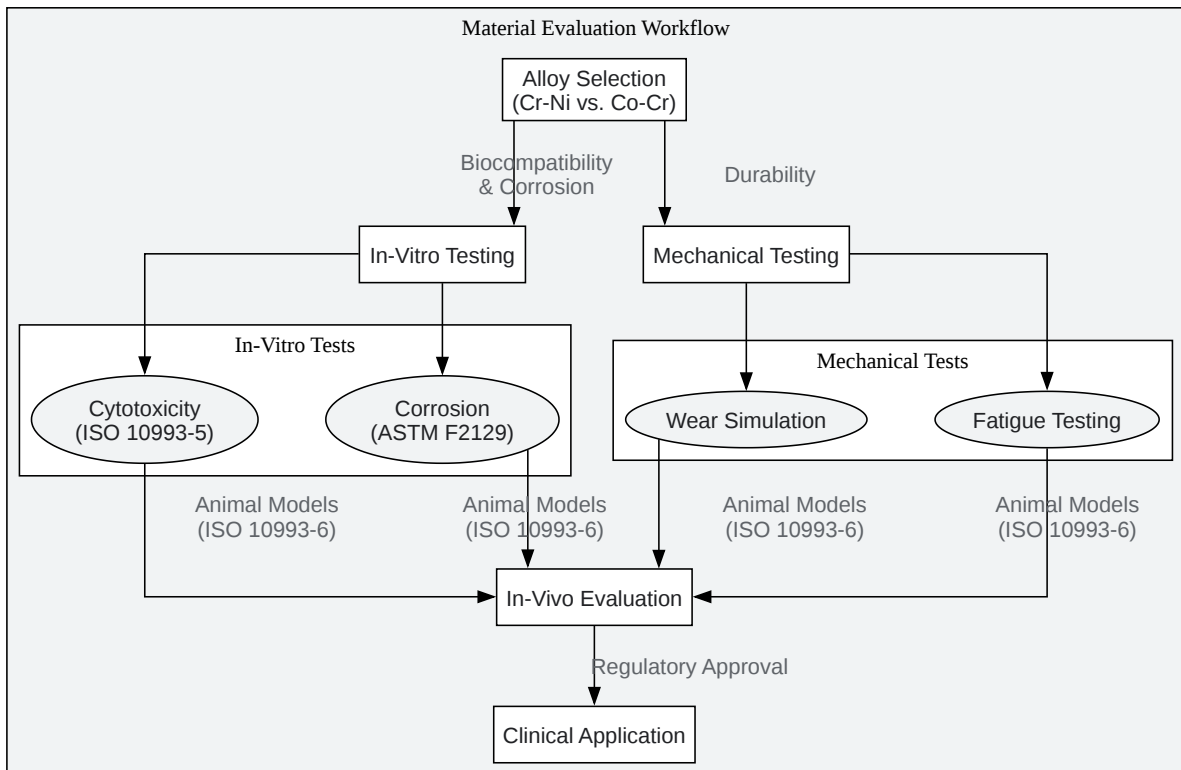 Material Evaluation Workflow
Alloy Selection
(Cr-Ni vs. Co-Cr)
Biocompatibility
& Corrosion
Durability
In-Vitro Testing
Mechanical Testing
In-Vitro Tests
Mechanical Tests
Cytotoxicity
(ISO 10993-5)
Corrosion
(ASTM F2129)
Wear Simulation
Fatigue Testing
Animal Models
(ISO 10993-6)
Animal Models
(ISO 10993-6)
Animal Models
(ISO 10993-6)
Animal Models
(ISO 10993-6)
In-Vivo Evaluation
Regulatory Approval
Clinical Application